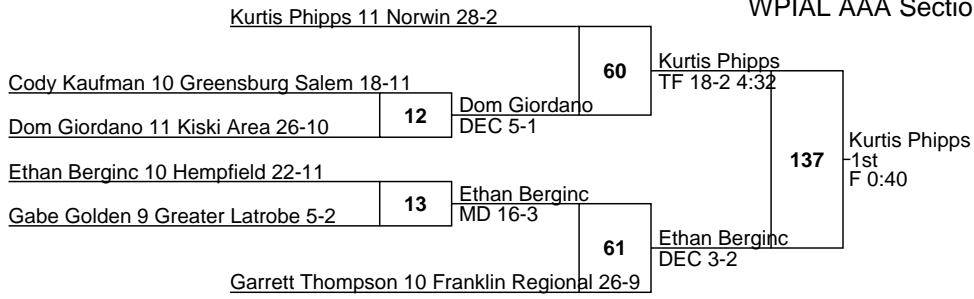 WPIAL AAA Sectio
Kurtis Phipps 11 Norwin 28-2
60
Kurtis Phipps
TF 18-2 4:32
Cody Kaufman 10 Greensburg Salem 18-11
12
Dom Giordano
DEC 5-1
Dom Giordano 11 Kiski Area 26-10
137
Kurtis Phipps
1st
F 0:40
Ethan Berginc 10 Hempfield 22-11
13
Ethan Berginc
MD 16-3
Gabe Golden 9 Greater Latrobe 5-2
61
Ethan Berginc
DEC 3-2
Garrett Thompson 10 Franklin Regional 26-9